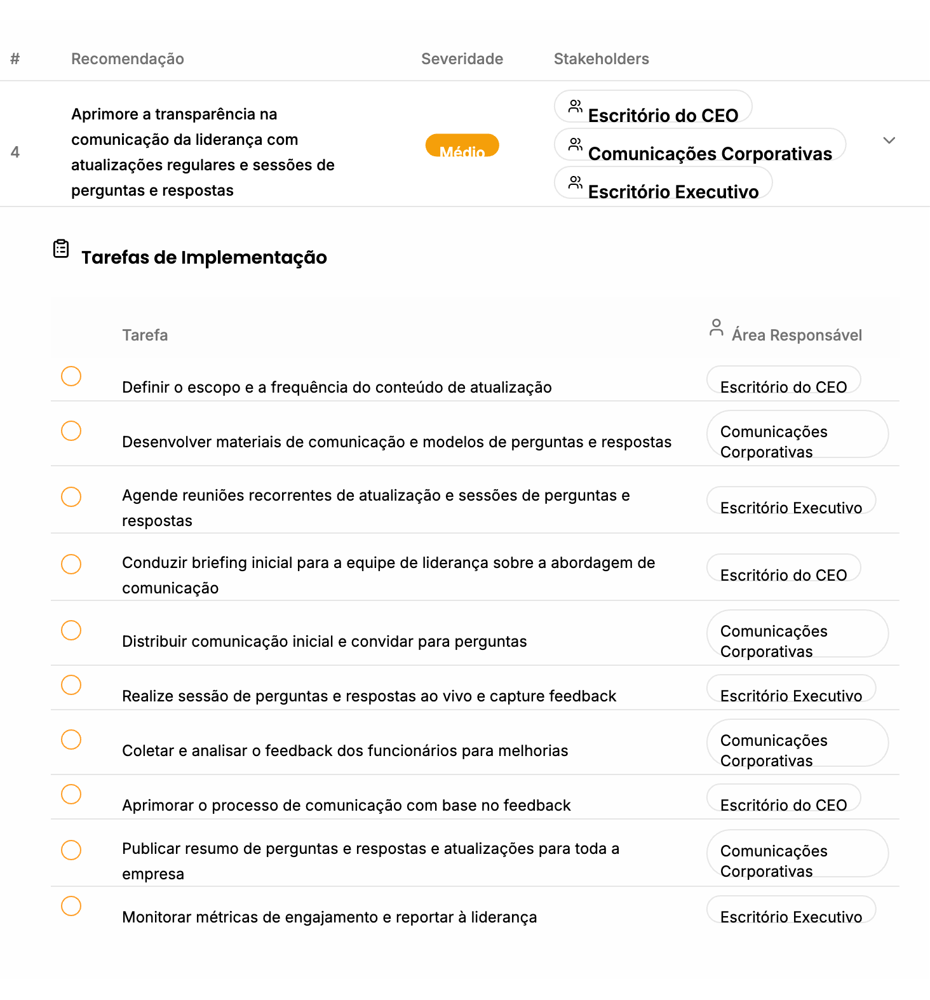 # Recomendação Severidade Stakeholders
4
Aprimore a transparência na
comunicação da liderança com
atualizações regulares e sessões de
perguntas e respostas
Médio
Escritório do CEO
Comunicações Corporativas
Escritório Executivo
Tarefas de Implementação
Tarefa Área Responsável
Definir o escopo e a frequência do conteúdo de atualização Escritório do CEO
Desenvolver materiais de comunicação e modelos de perguntas e respostas
Comunicações
Corporativas
Agende reuniões recorrentes de atualização e sessões de perguntas e
respostas
Escritório Executivo
Conduzir briefing inicial para a equipe de liderança sobre a abordagem de
comunicação
Escritório do CEO
Distribuir comunicação inicial e convidar para perguntas
Comunicações
Corporativas
Realize sessão de perguntas e respostas ao vivo e capture feedback Escritório Executivo
Coletar e analisar o feedback dos funcionários para melhorias
Comunicações
Corporativas
Aprimorar o processo de comunicação com base no feedback Escritório do CEO
Publicar resumo de perguntas e respostas e atualizações para toda a
empresa
Comunicações
Corporativas
Monitorar métricas de engajamento e reportar à liderança Escritório Executivo